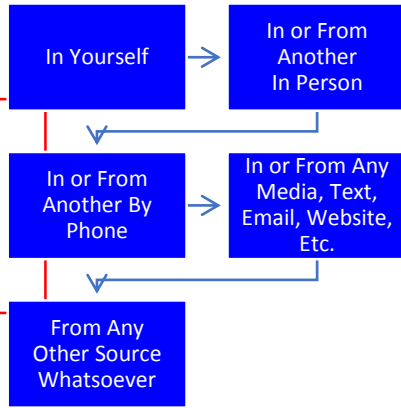 In Yourself
In or From
Another
In Person
In or From
Another By
Phone
In or From Any
Media, Text,
Email, Website,
Etc.
From Any
Other Source
Whatsoever